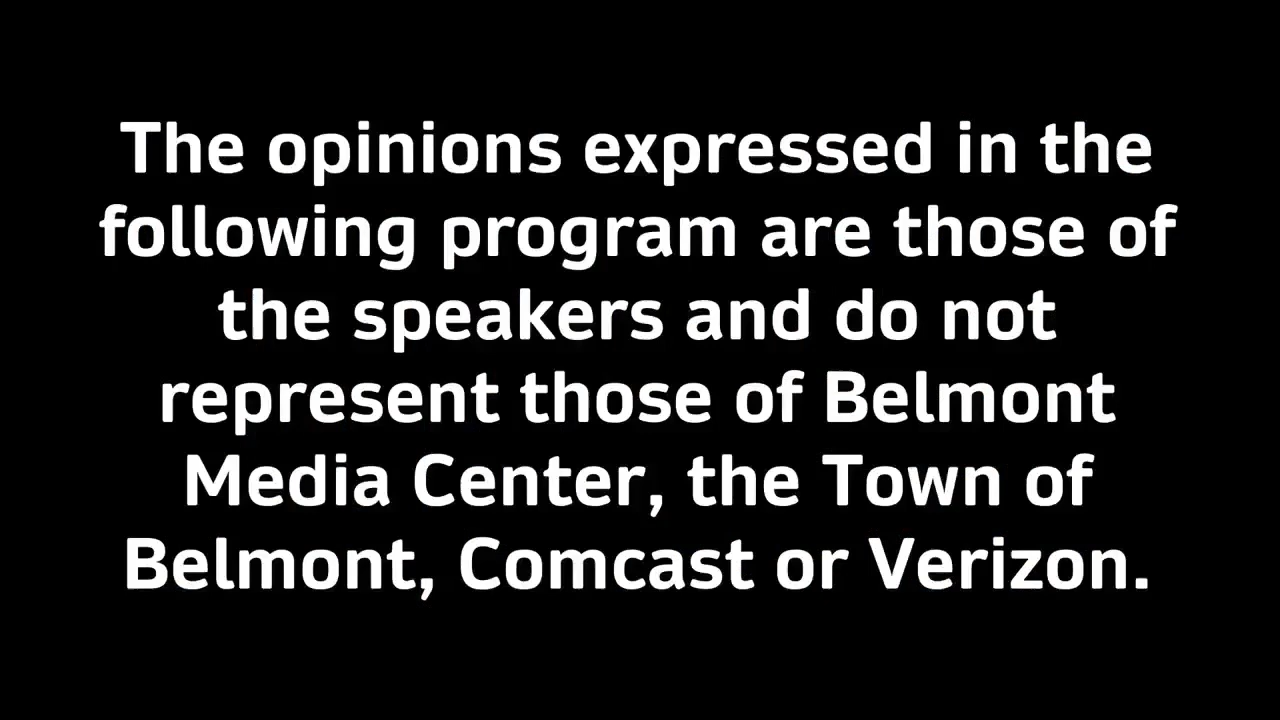 The opinions expressed in the
following program are those of
the speakers and do not
represent those of Belmont
Media Center, the Town of
Belmont, Comcast or Verizon.